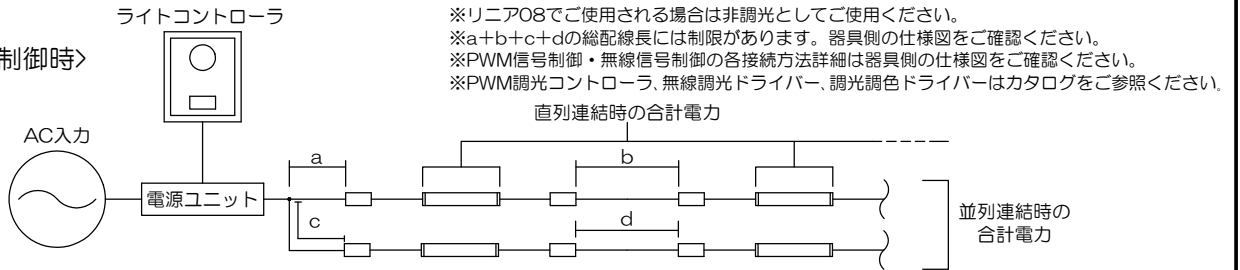 ライトコントローラ
制御時>
※リニア08でご使用される場合は非調光としてご使用ください。
※a+b+c+dの総配線長には制限があります。器具側の仕様図をご確認ください。
※PWM信号制御・無線信号制御の各接続方法詳細は器具側の仕様図をご確認ください。
※PWM調光コントローラ、無線調光ドライバー、調光調色ドライバーはカタログをご参照ください。
直列連結時の合計電力
AC入力
a
b
電源ユニット
c
d
並列連結時の
合計電力